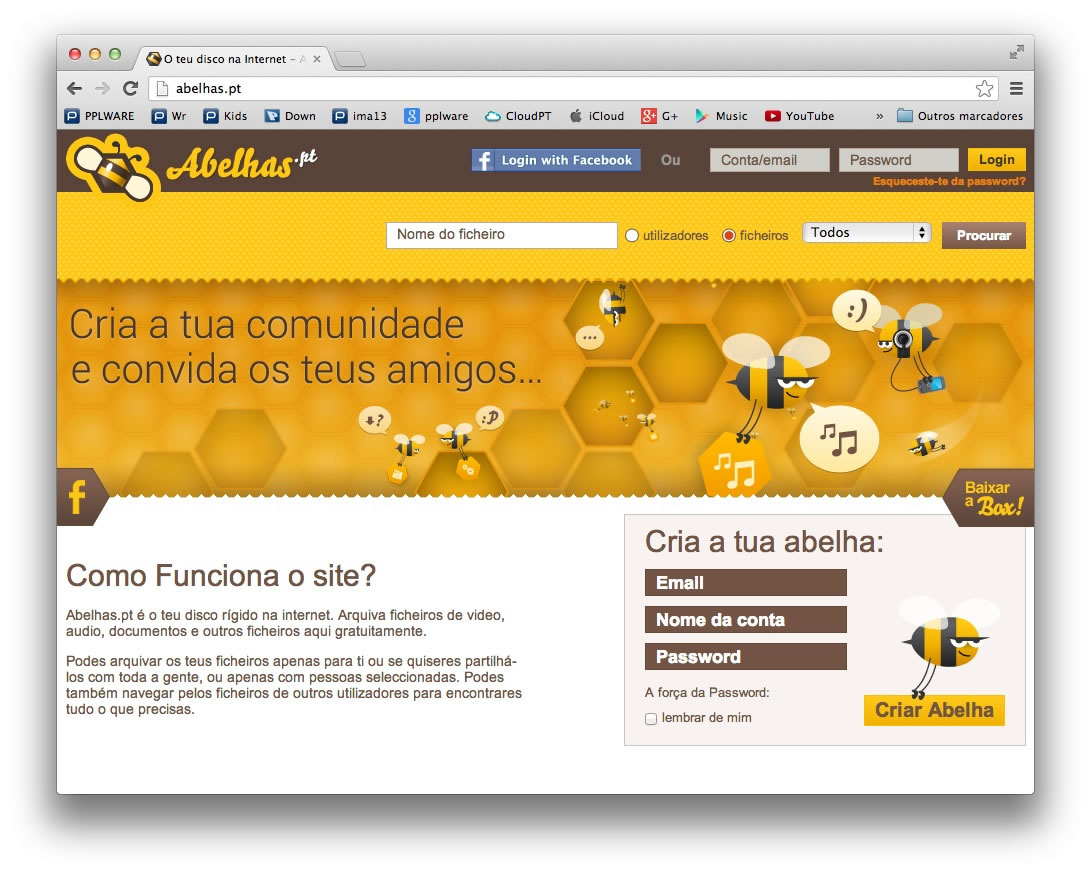 O teu disco na Internet – A
abelhas.pt
PPLWARE Wr Kids Down ima13 pplware CloudPT iCloud G+ Music YouTube » Outros marcadores
Abelhas.pt
Login with Facebook Ou Conta/email Password Login
Esqueceste-te da password?
Nome do ficheiro utilizadores ficheiros Todos Procurar
Cria a tua comunidade
e convida os teus amigos...
:)
...
?
:P
f
Baixar
a Box!
Como Funciona o site?
Abelhas.pt é o teu disco rígido na internet. Arquiva ficheiros de video,
audio, documentos e outros ficheiros aqui gratuitamente.
Podes arquivar os teus ficheiros apenas para ti ou se quiseres partilhá-
los com toda a gente, ou apenas com pessoas seleccionadas. Podes
também navegar pelos ficheiros de outros utilizadores para encontrares
tudo o que precisas.
Cria a tua abelha:
Email
Nome da conta
Password
A força da Password:
lembrar de mim
Criar Abelha